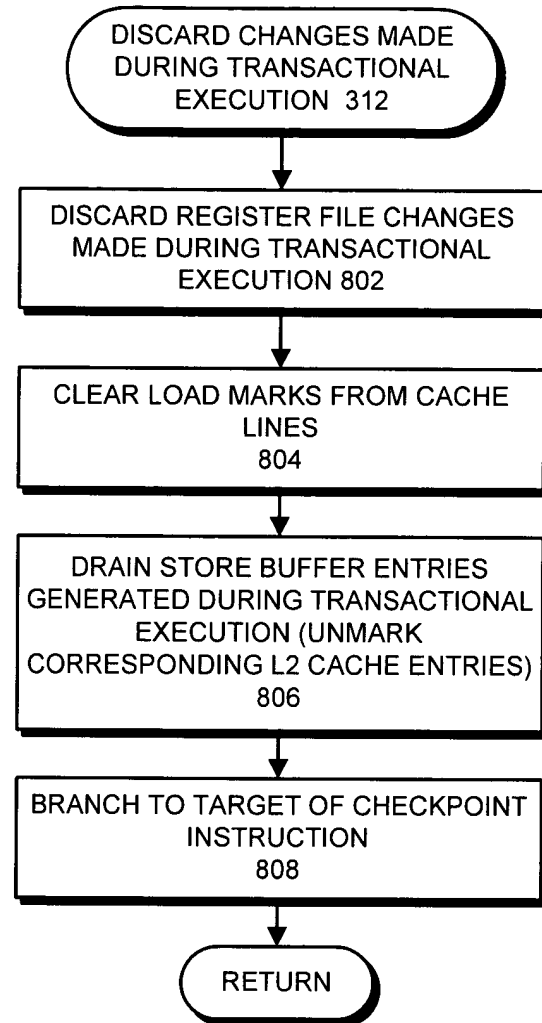 DISCARD CHANGES MADE
DURING TRANSACTIONAL
EXECUTION 312
DISCARD REGISTER FILE CHANGES
MADE DURING TRANSACTIONAL
EXECUTION 802
CLEAR LOAD MARKS FROM CACHE
LINES
804
DRAIN STORE BUFFER ENTRIES
GENERATED DURING TRANSACTIONAL
EXECUTION (UNMARK
CORRESPONDING L2 CACHE ENTRIES)
806
BRANCH TO TARGET OF CHECKPOINT
INSTRUCTION
808
RETURN